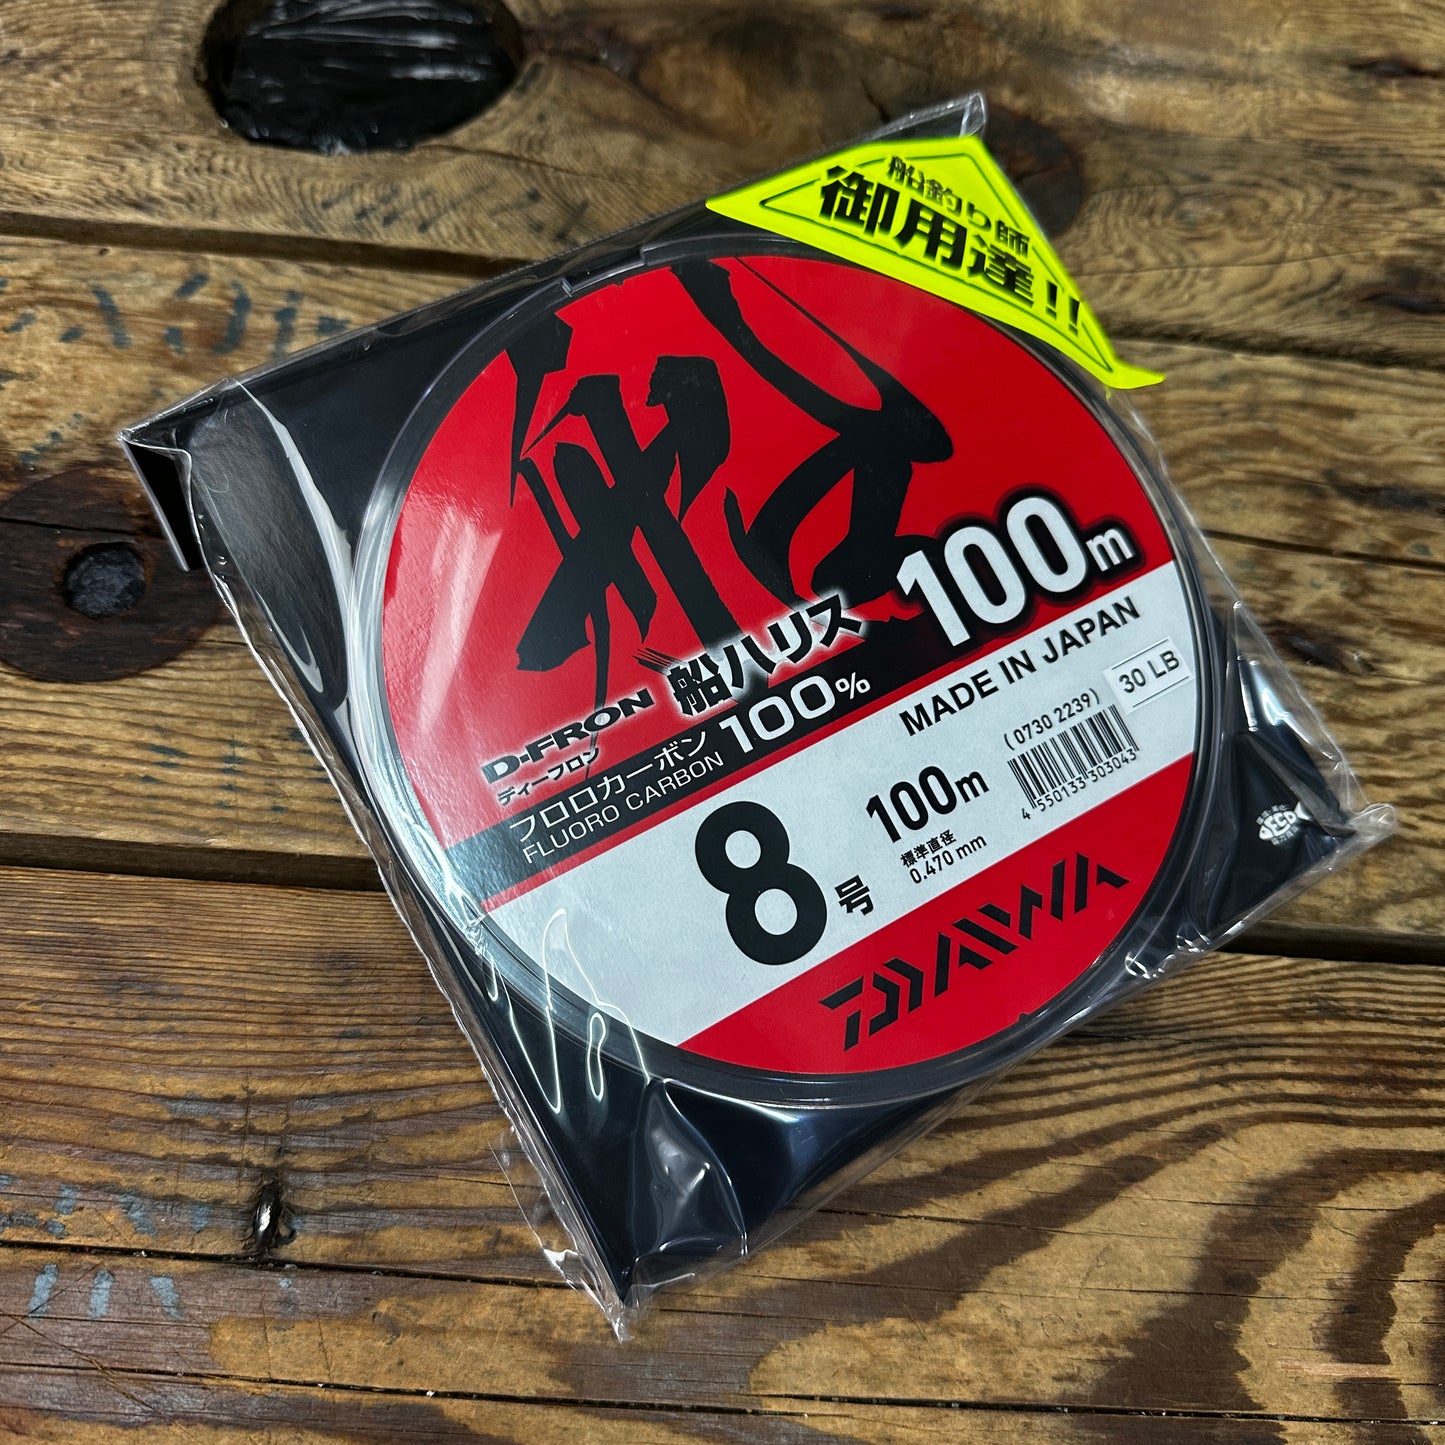 船釣り師
御用達!!
船
100m
D-FRON 船ハリス
ディーフロン
フロロカーボン 100%
FLUORO CARBON
MADE IN JAPAN
30 LB
(0730 2239)
4 550133 303043
8号
100m
標準直径
0.470 mm
DAIWA